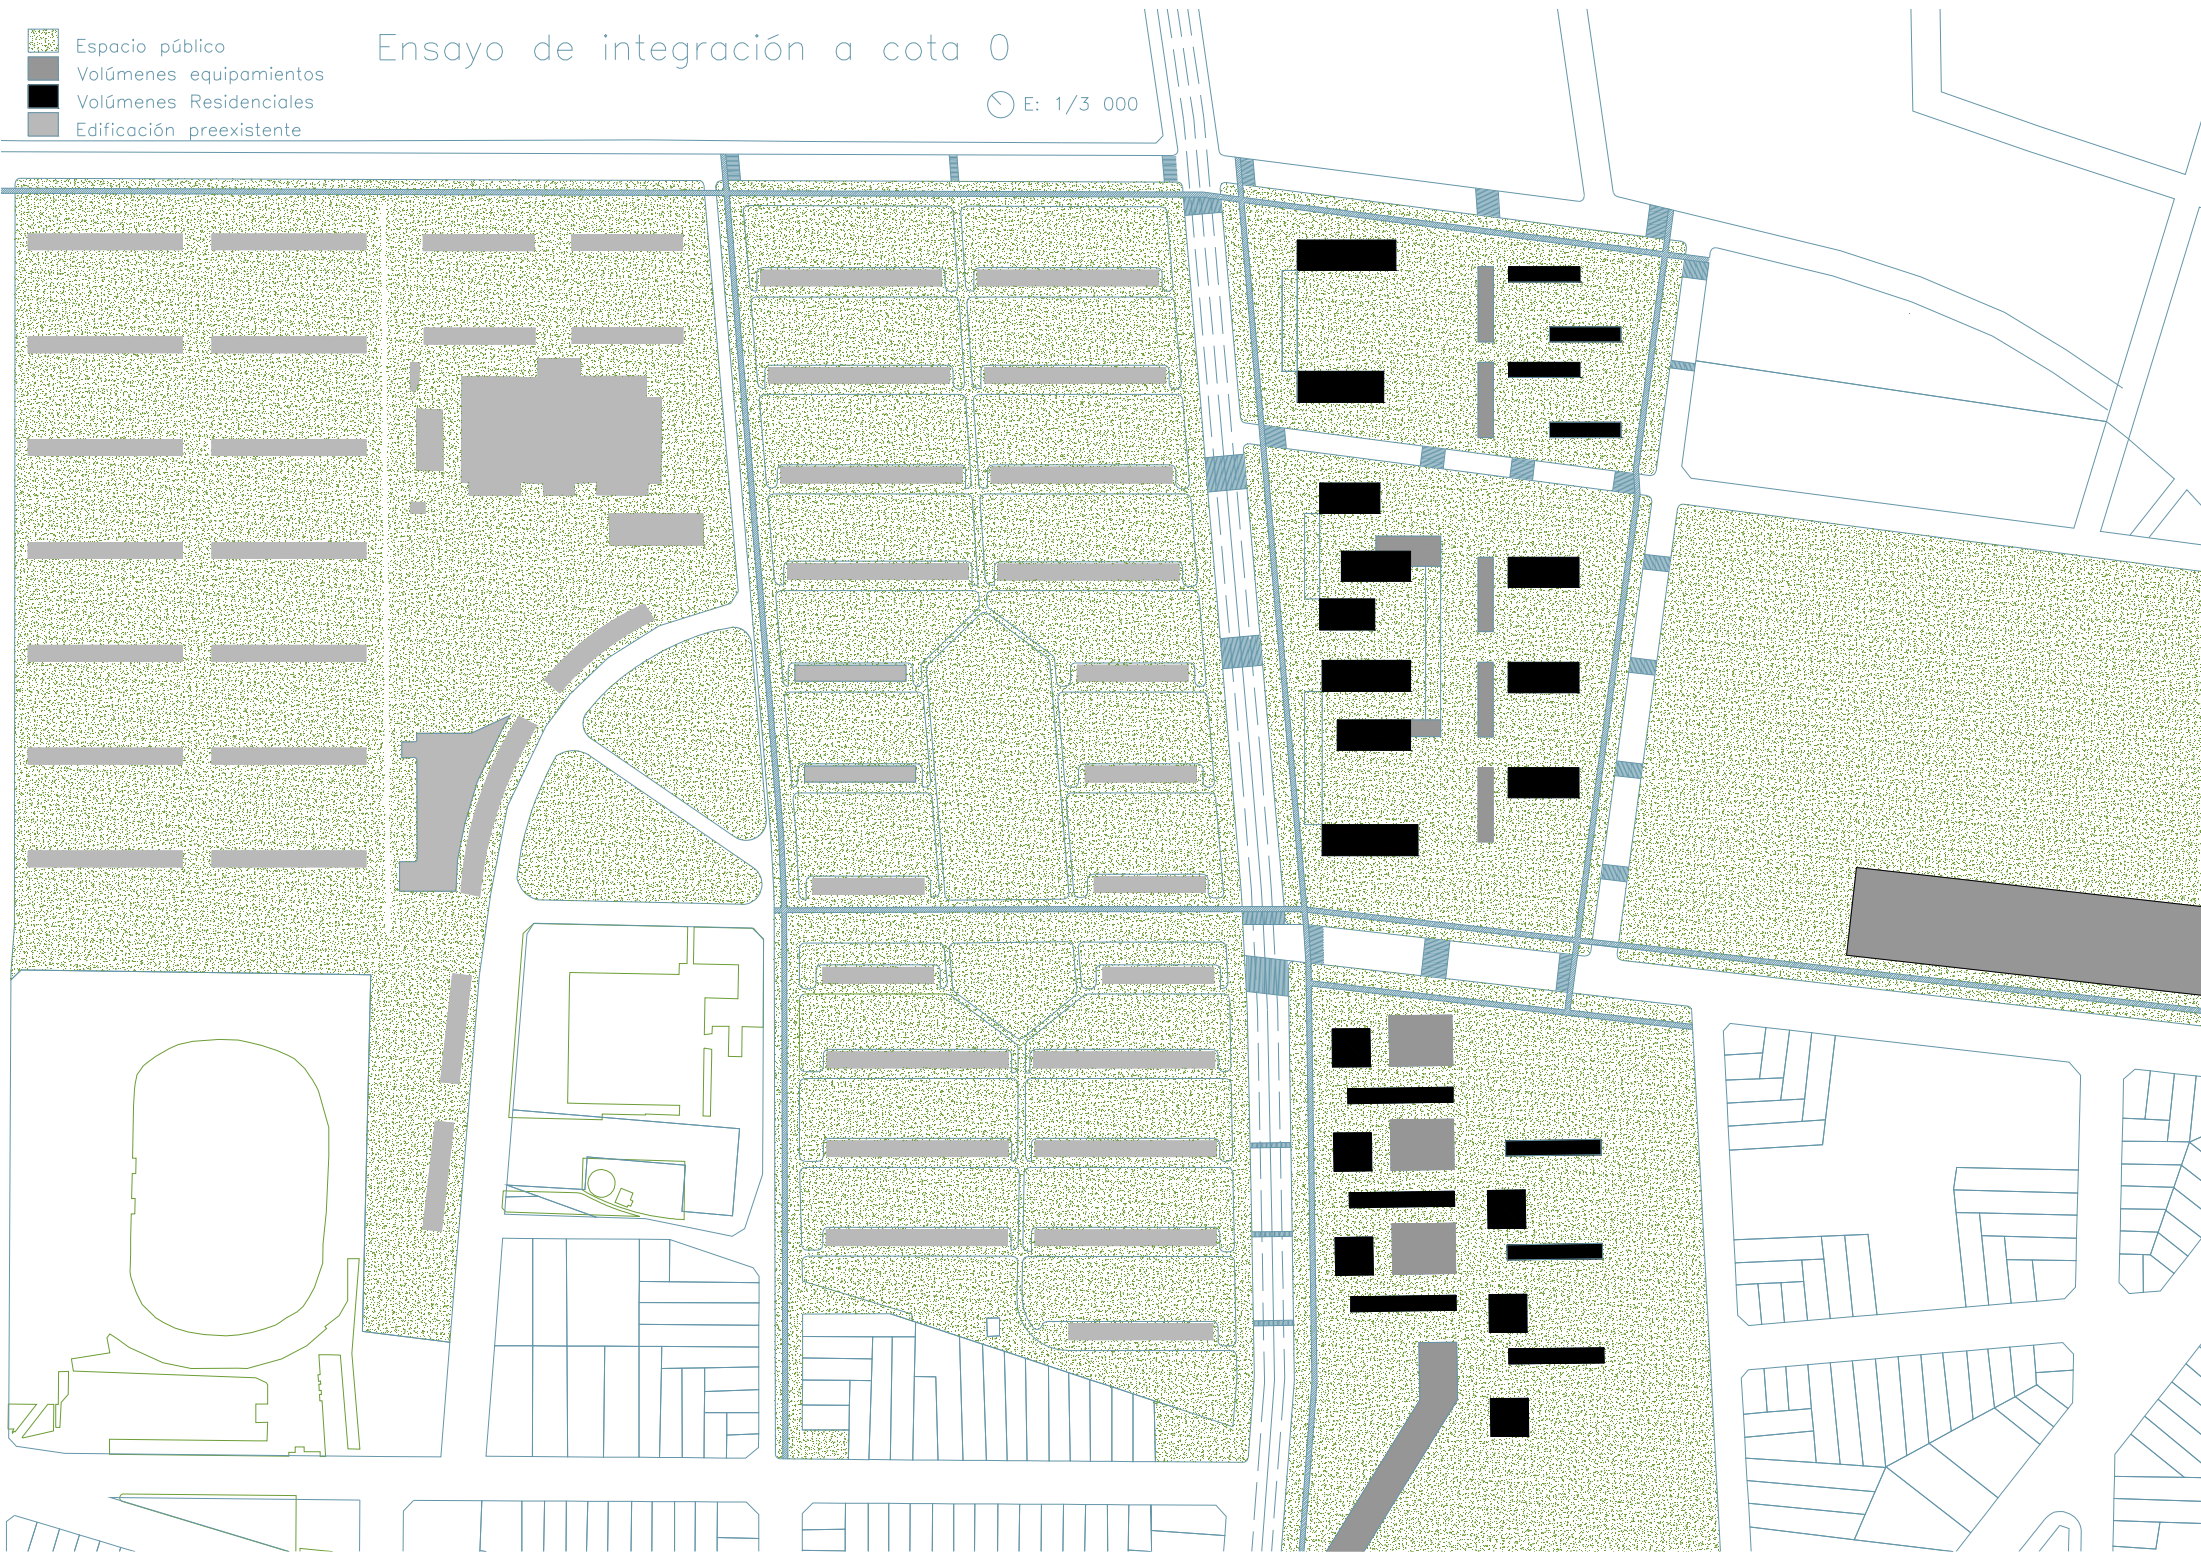 Ensayo de integración a cota 0
Espacio público
Volúmenes equipamientos
Volúmenes Residenciales
Edificación preexistente
E: 1/3 000